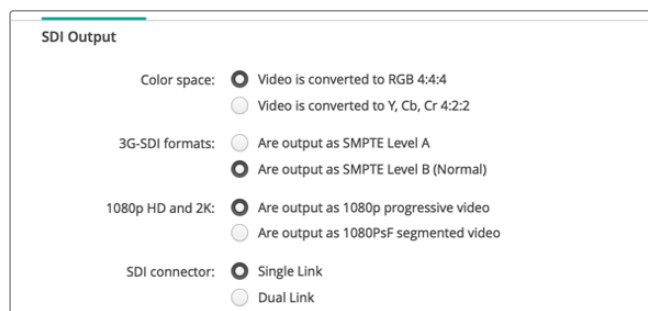 SDI Output
Color space: Video is converted to RGB 4:4:4
Video is converted to Y, Cb, Cr 4:2:2
3G-SDI formats: Are output as SMPTE Level A
Are output as SMPTE Level B (Normal)
1080p HD and 2K: Are output as 1080p progressive video
Are output as 1080PsF segmented video
SDI connector: Single Link
Dual Link